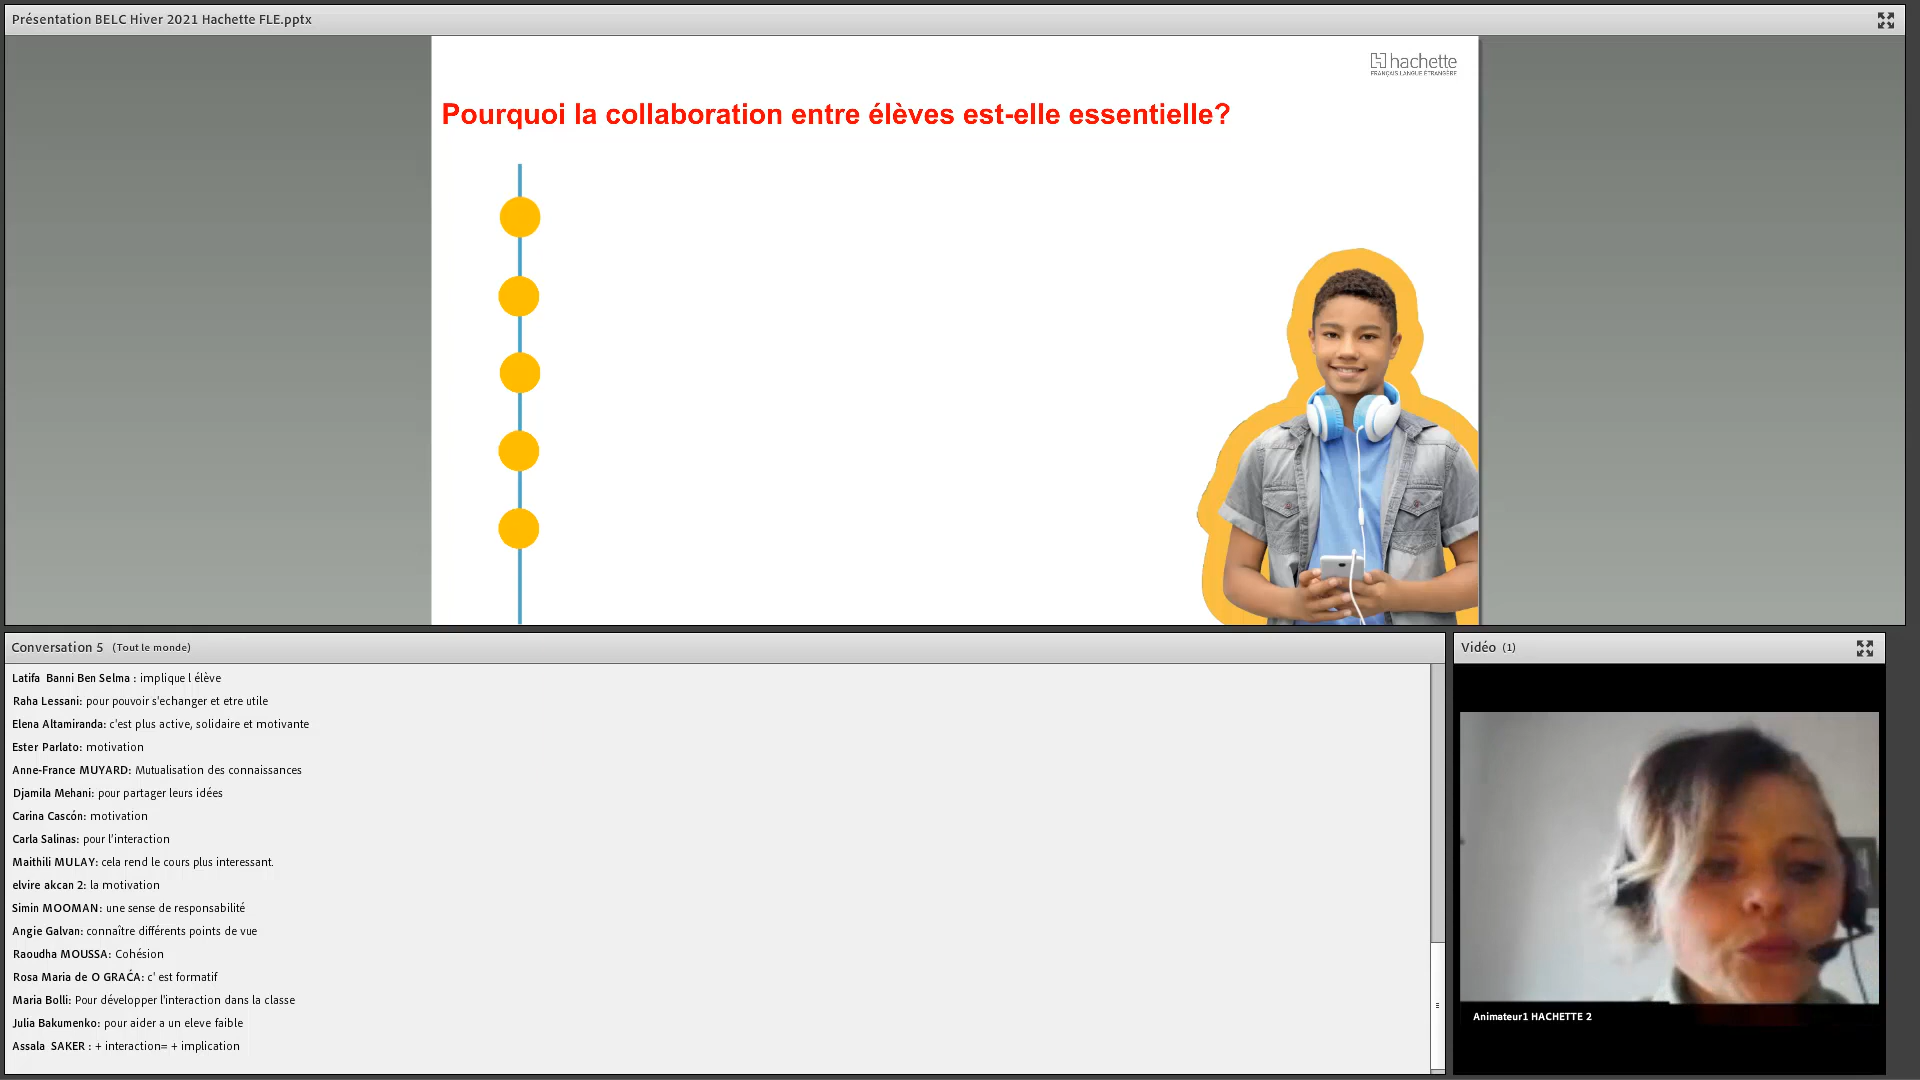 Présentation BELC Hiver 2021 Hachette FLE.pptx
hachette
FRANÇAIS LANGUE ÉTRANGÈRE
Pourquoi la collaboration entre élèves est-elle essentielle?
Conversation 5 (Tout le monde)
Latifa Banni Ben Selma : implique l élève
Raha Lessani: pour pouvoir s'echanger et etre utile
Elena Altamiranda: c'est plus active, solidaire et motivante
Ester Parlato: motivation
Anne-France MUYARD: Mutualisation des connaissances
Djamila Mehani: pour partager leurs idées
Carina Cascón: motivation
Carla Salinas: pour l'interaction
Maithili MULAY: cela rend le cours plus interessant.
elvire akcan 2: la motivation
Simin MOOMAN: une sense de responsabilité
Angie Galvan: connaître différents points de vue
Raoudha MOUSSA: Cohésion
Rosa Maria de O GRAĆA: c' est formatif
Maria Bolli: Pour développer l'interaction dans la classe
Julia Bakumenko: pour aider a un eleve faible
Assala SAKER : + interaction= + implication
Vidéo (1)
Animateur1 HACHETTE 2